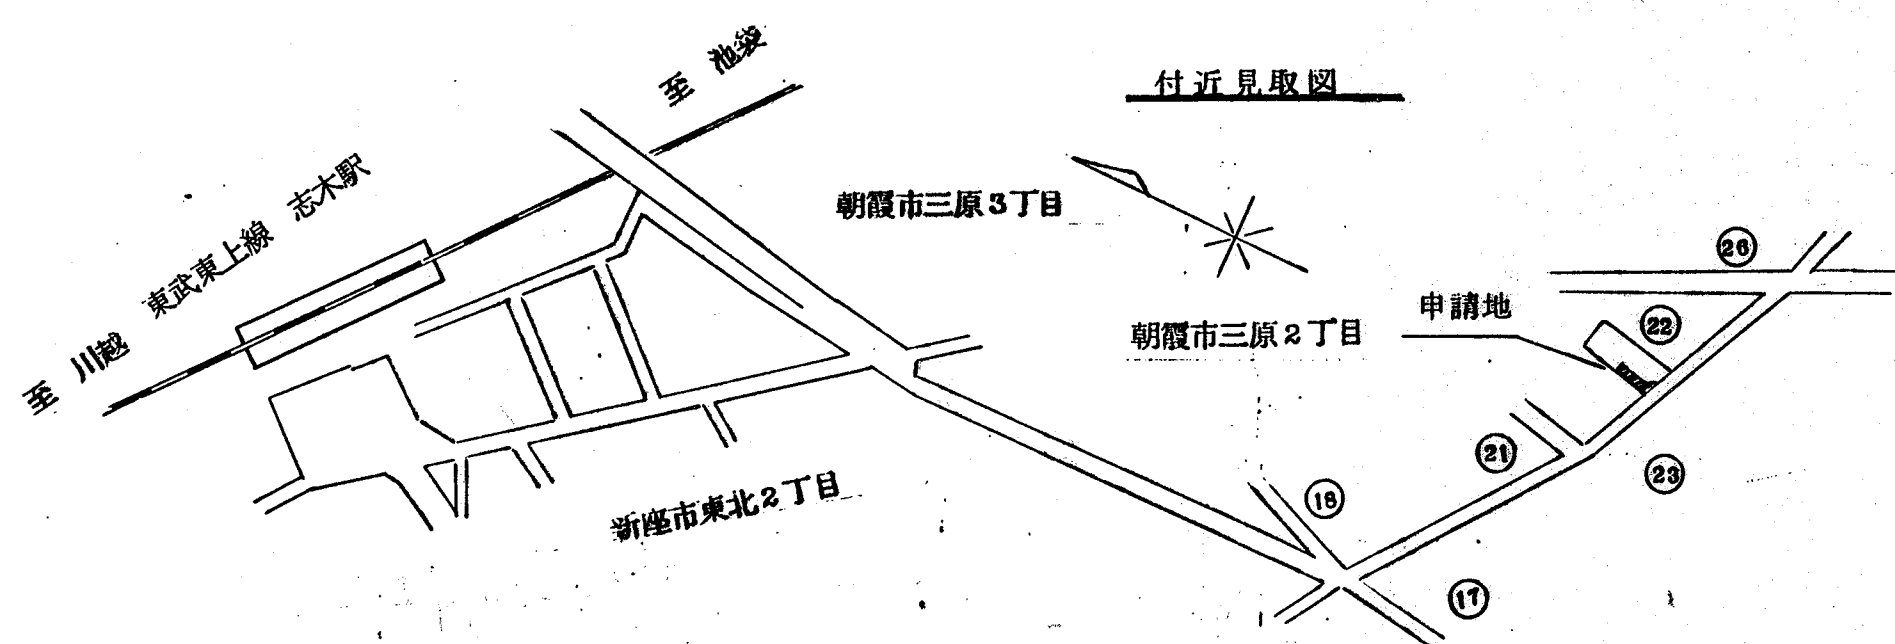 付近見取図
至 池袋
東武東上線 志木駅
至 川越
朝霞市三原3丁目
朝霞市三原2丁目
申請地
新座市東北2丁目
26
22
21
23
18
17